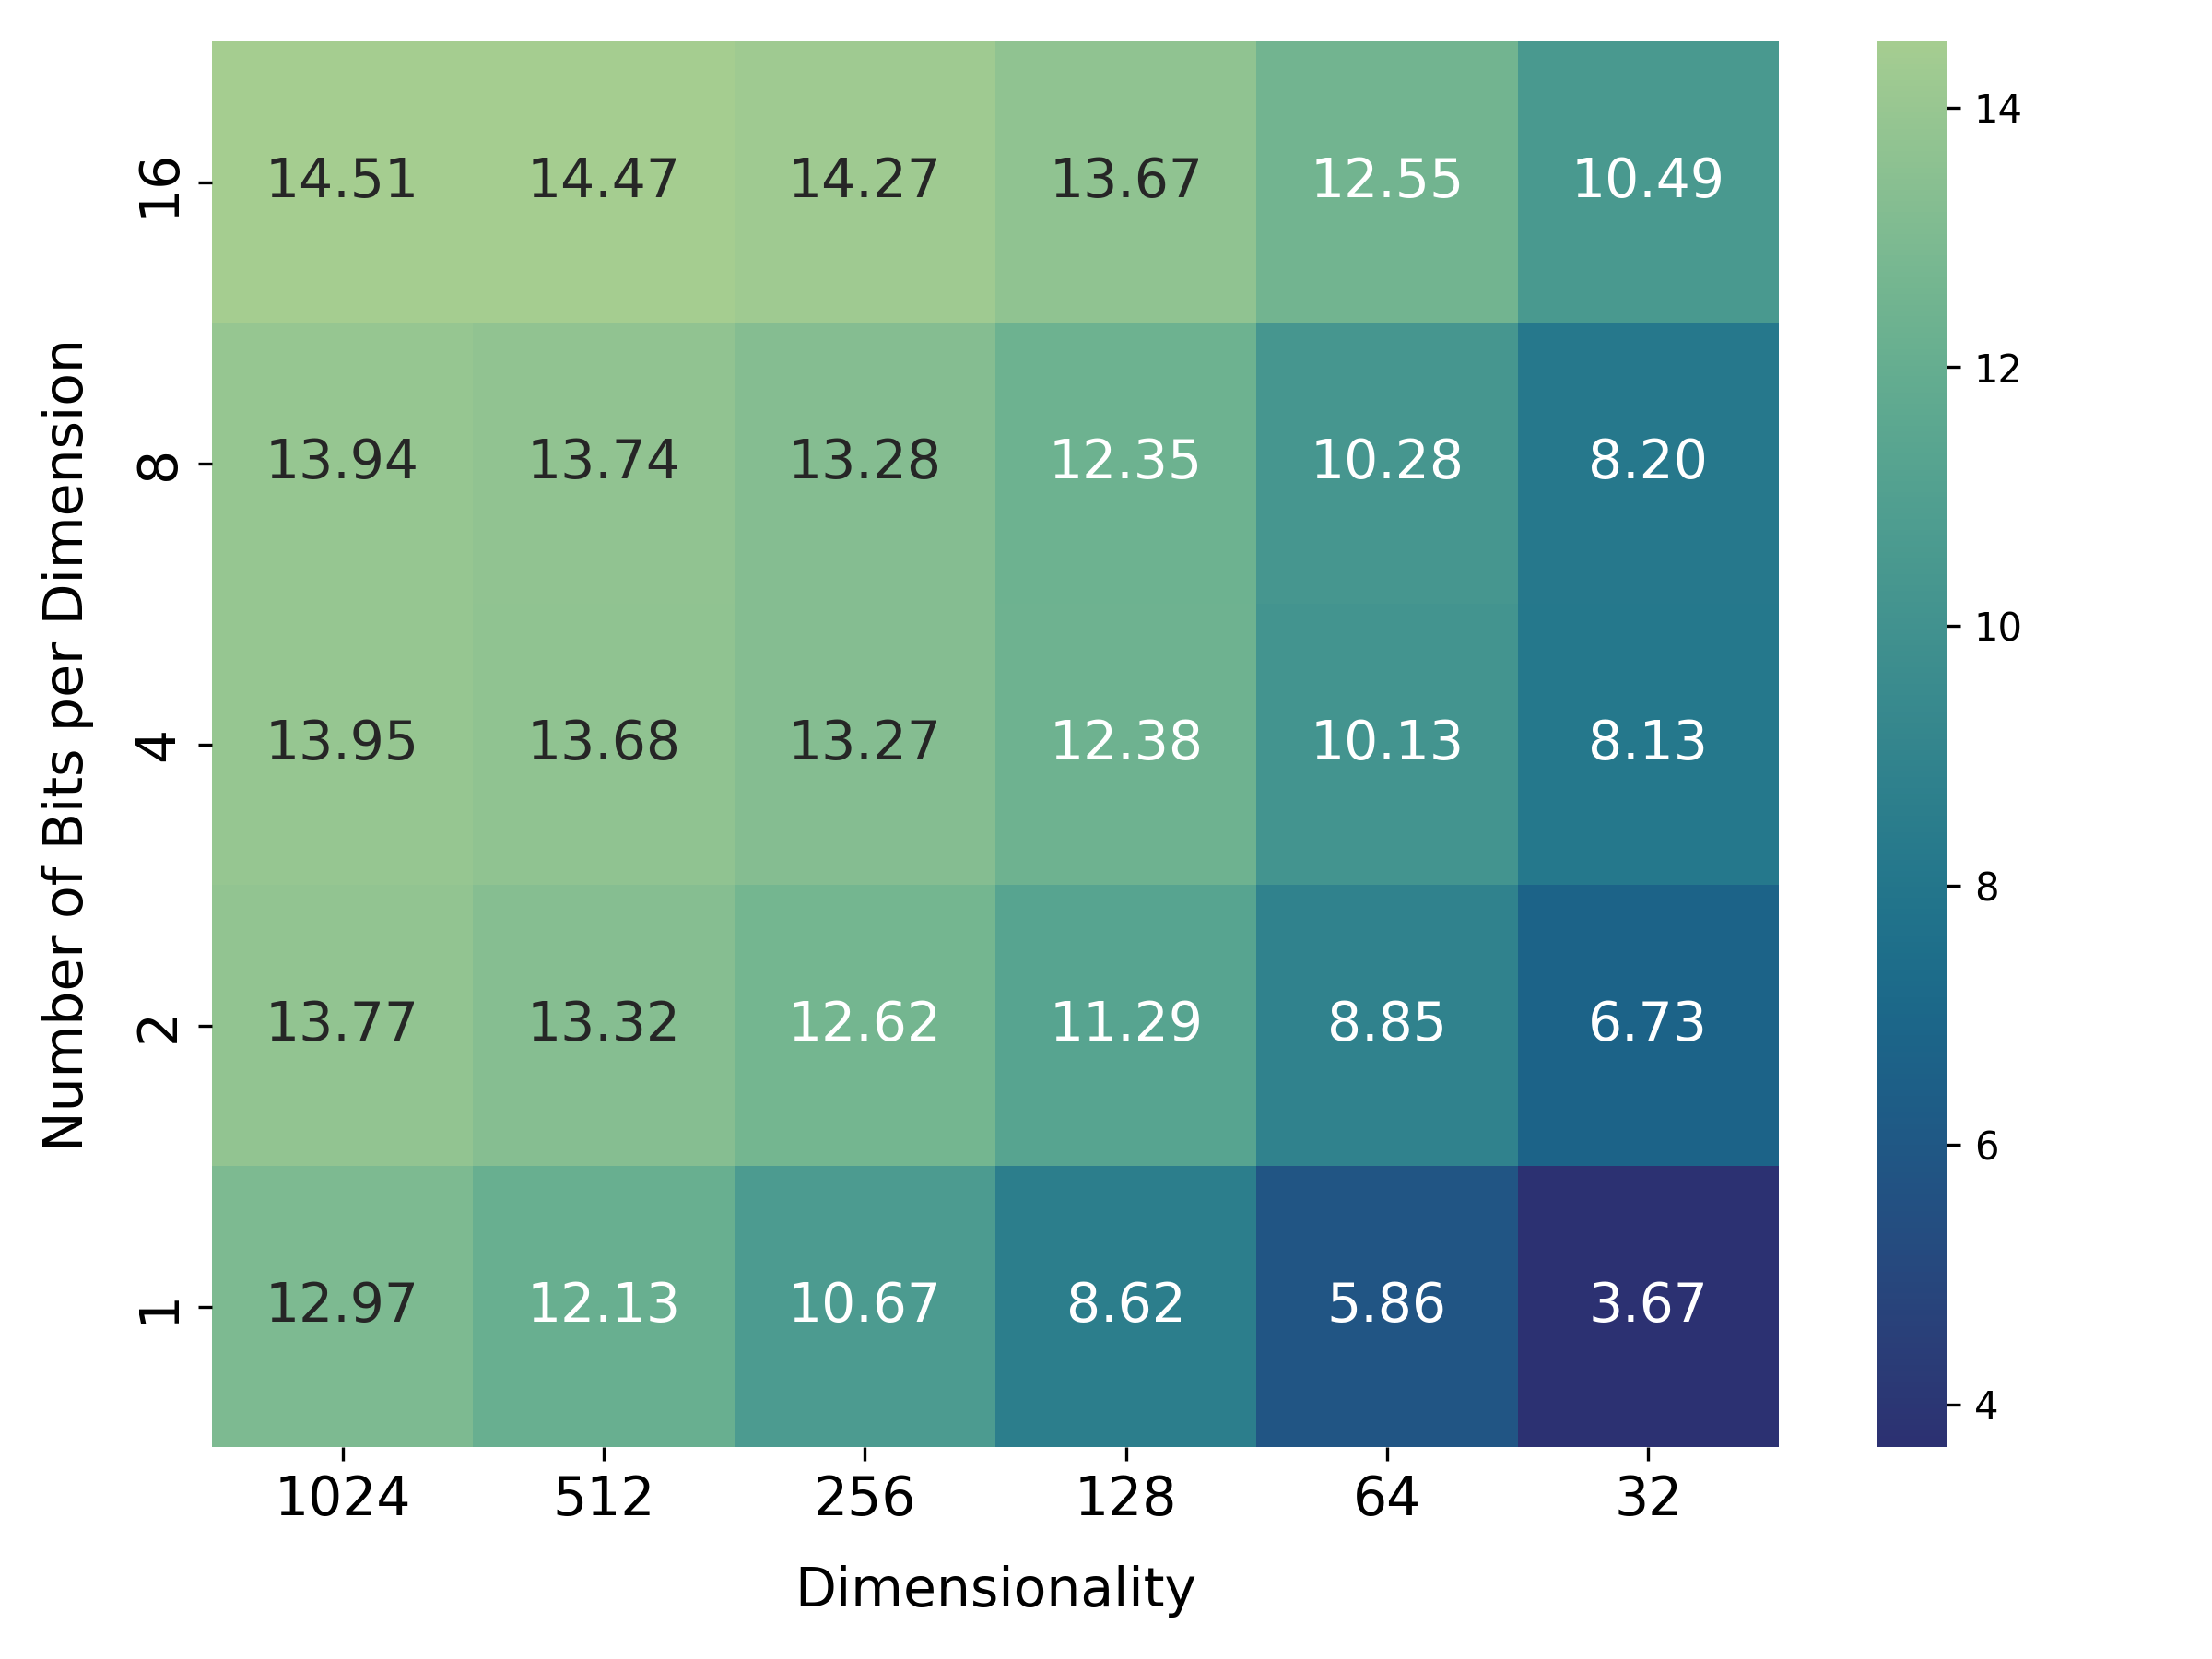 Number of Bits per Dimension
16 14.51 14.47 14.27 13.67 12.55 10.49
8 13.94 13.74 13.28 12.35 10.28 8.20
4 13.95 13.68 13.27 12.38 10.13 8.13
2 13.77 13.32 12.62 11.29 8.85 6.73
1 12.97 12.13 10.67 8.62 5.86 3.67
1024 512 256 128 64 32
Dimensionality
14
12
10
8
6
4